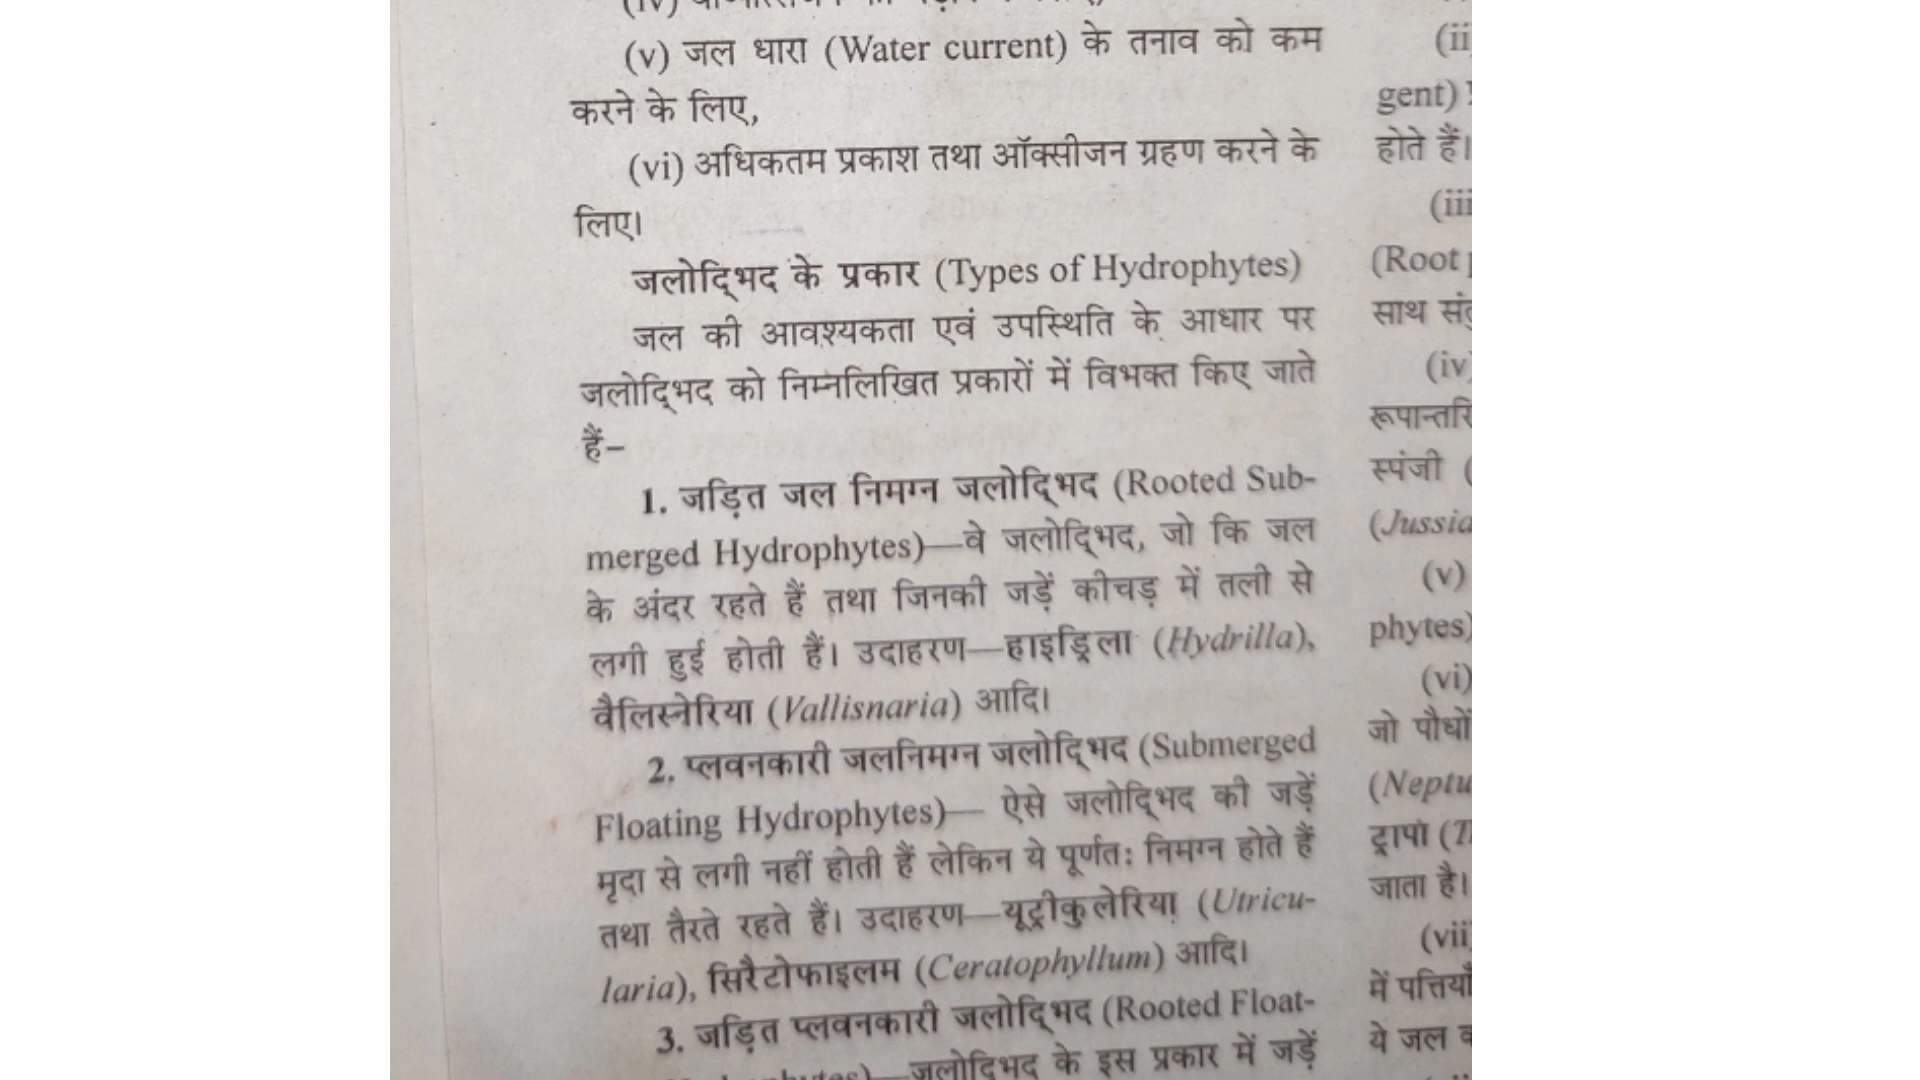 (v) जल धारा (Water current) के तनाव को कम
करने के लिए,
(vi) अधिकतम प्रकाश तथा ऑक्सीजन ग्रहण करने के
लिए।
जलोद्भिद के प्रकार (Types of Hydrophytes)
जल की आवश्यकता एवं उपस्थिति के आधार पर
जलोद्भिद को निम्नलिखित प्रकारों में विभक्त किए जाते
हैं–
1. जड़ित जल निमग्न जलोद्भिद (Rooted Sub-
merged Hydrophytes)—वे जलोद्भिद, जो कि जल
के अंदर रहते हैं तथा जिनकी जड़ें कीचड़ में तली से
लगी हुई होती हैं। उदाहरण—हाइड्रिला (Hydrilla),
वैलिस्नेरिया (Vallisnaria) आदि।
2. प्लवनकारी जलनिमग्न जलोद्भिद (Submerged
Floating Hydrophytes)— ऐसे जलोद्भिद की जड़ें
मृदा से लगी नहीं होती हैं लेकिन ये पूर्णतः निमग्न होते हैं
तथा तैरते रहते हैं। उदाहरण—यूट्रीकुलेरिया (Utricu-
laria), सिरैटोफाइलम (Ceratophyllum) आदि।
3. जड़ित प्लवनकारी जलोद्भिद (Rooted Float-
—जलोद्भिद के इस प्रकार में जड़ें
(ii
gent)
होते हैं।
(iii
(Root
साथ
(iv)
स्पंजी (
(v)
phytes)
(vi)
जो पौधों
ट्रापा (
जाता है।
(vii
में
ये जल